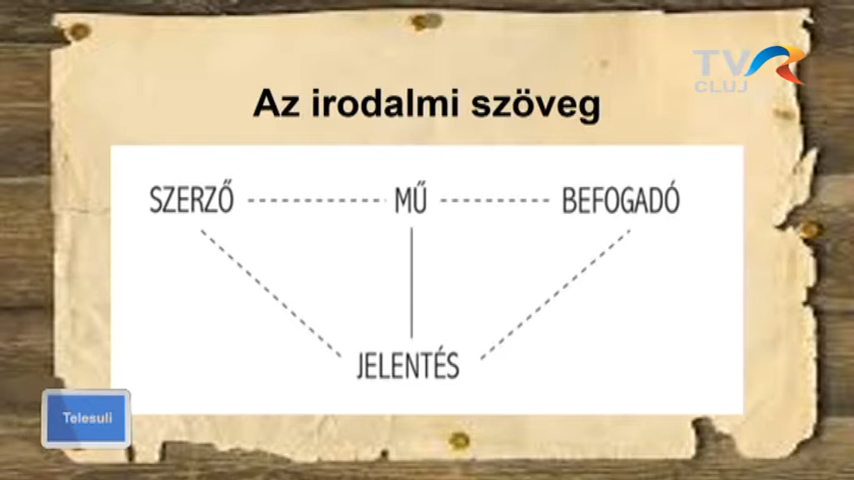 TVR
CLUJ
Az irodalmi szöveg
SZERZŐ MŰ BEFOGADÓ
JELENTÉS
Telesuli